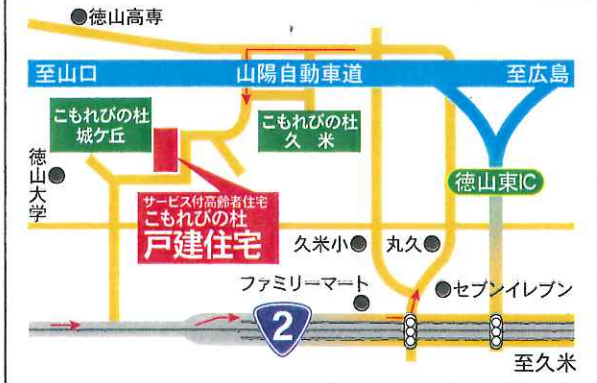 徳山高専
至山口
山陽自動車道
至広島
こもれびの杜
城ケ丘
こもれびの杜
久米
徳山大学
徳山東IC
サービス付高齢者住宅
こもれびの杜
戸建住宅
久米小
丸久
ファミリーマート
セブンイレブン
2
至久米